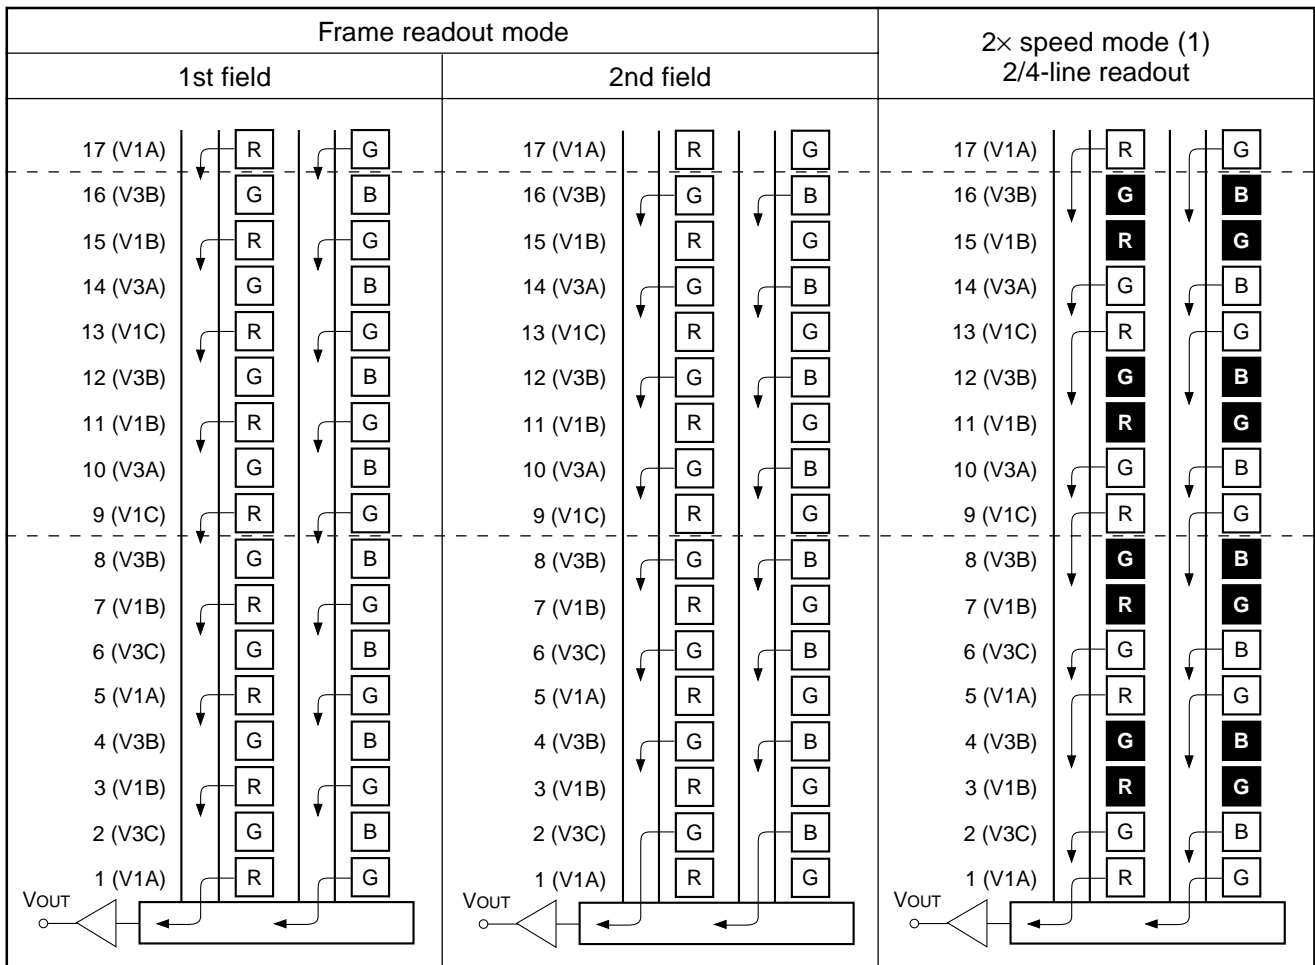 Frame readout mode
2× speed mode (1)
2/4-line readout
1st field
2nd field
17 (V1A) R G 17 (V1A) R G 17 (V1A) R G
16 (V3B) G B 16 (V3B) G B 16 (V3B) G B
15 (V1B) R G 15 (V1B) R G 15 (V1B) R G
14 (V3A) G B 14 (V3A) G B 14 (V3A) G B
13 (V1C) R G 13 (V1C) R G 13 (V1C) R G
12 (V3B) G B 12 (V3B) G B 12 (V3B) G B
11 (V1B) R G 11 (V1B) R G 11 (V1B) R G
10 (V3A) G B 10 (V3A) G B 10 (V3A) G B
9 (V1C) R G 9 (V1C) R G 9 (V1C) R G
8 (V3B) G B 8 (V3B) G B 8 (V3B) G B
7 (V1B) R G 7 (V1B) R G 7 (V1B) R G
6 (V3C) G B 6 (V3C) G B 6 (V3C) G B
5 (V1A) R G 5 (V1A) R G 5 (V1A) R G
4 (V3B) G B 4 (V3B) G B 4 (V3B) G B
3 (V1B) R G 3 (V1B) R G 3 (V1B) R G
2 (V3C) G B 2 (V3C) G B 2 (V3C) G B
1 (V1A) R G 1 (V1A) R G 1 (V1A) R G
VOUT VOUT VOUT